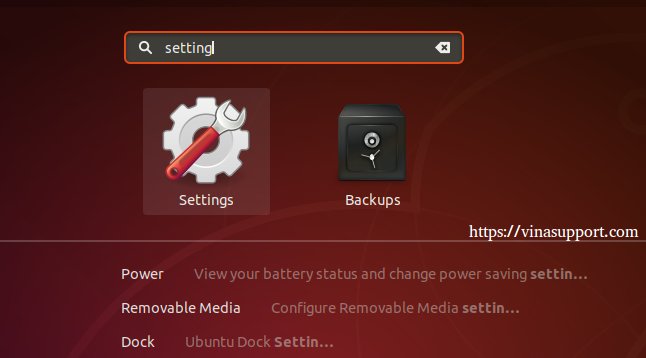 setting
Settings Backups
https://vinasupport.com
Power View your battery status and change power saving settin...
Removable Media Configure Removable Media settin...
Dock Ubuntu Dock Settin...